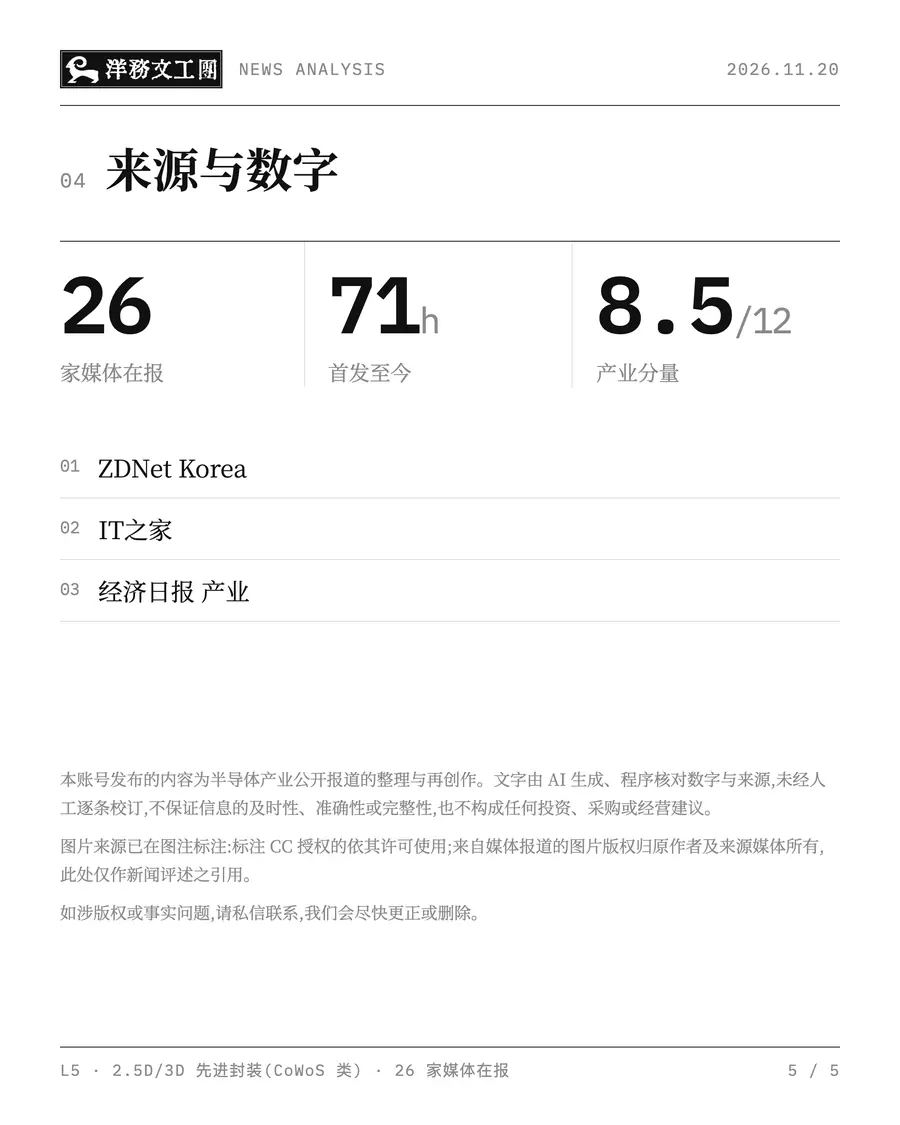 洋務文工團 NEWS ANALYSIS 2026.11.20
04 来源与数字
26 71h 8.5/12
家媒体在报 首发至今 产业分量
01 ZDNet Korea
02 IT之家
03 经济日报 产业
本账号发布的内容为半导体产业公开报道的整理与再创作。文字由 AI 生成、程序核对数字与来源,未经人
工逐条校订,不保证信息的及时性、准确性或完整性,也不构成任何投资、采购或经营建议。
图片来源已在图注标注:标注 CC 授权的依其许可使用;来自媒体报道的图片版权归原作者及来源媒体所有,
此处仅作新闻评述之引用。
如涉版权或事实问题,请私信联系,我们会尽快更正或删除。
L5 · 2.5D/3D 先进封装(CoWoS 类) · 26 家媒体在报 5 / 5